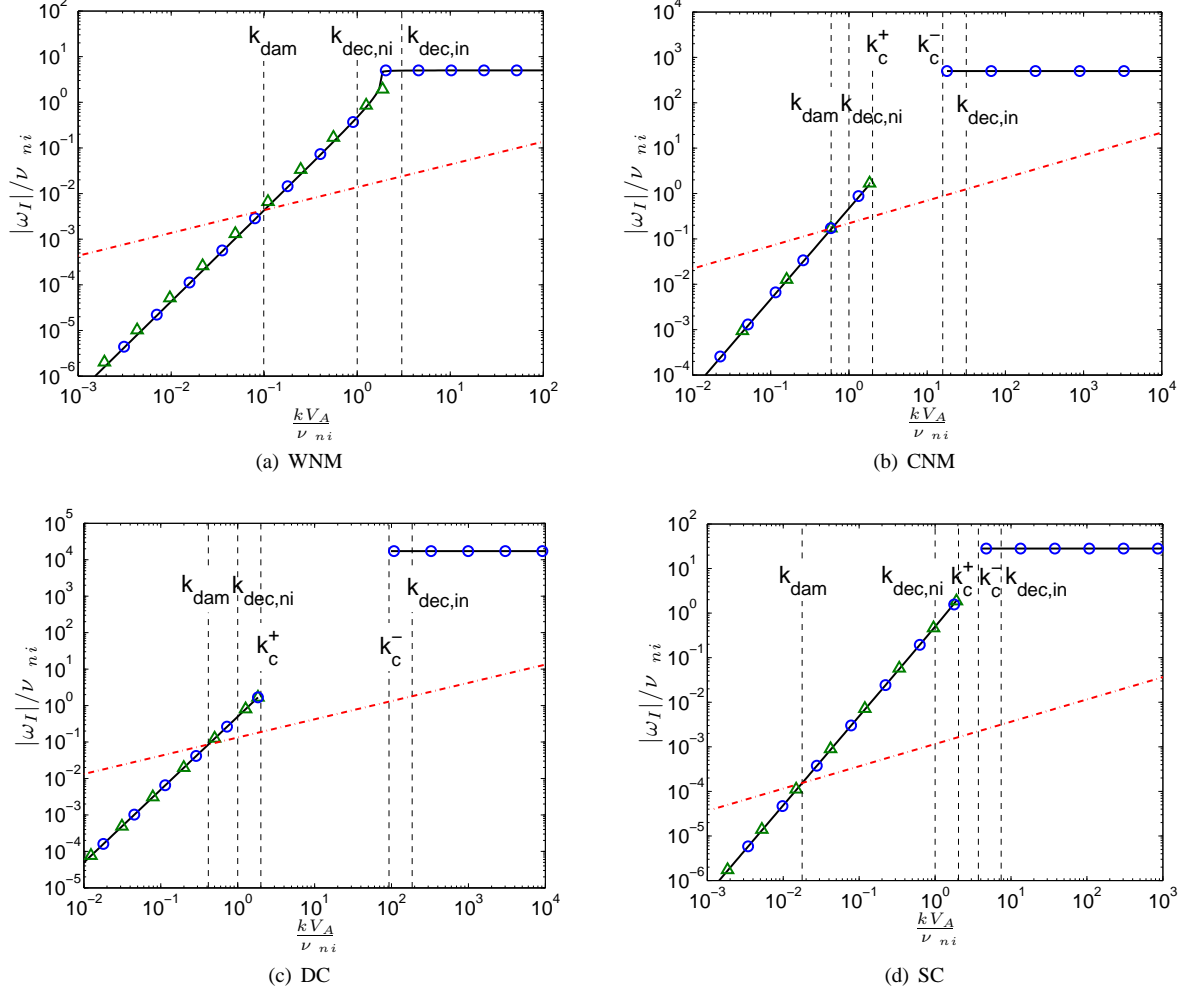 10^2
10^1
10^0
10^-1
10^-2
10^-3
10^-4
10^-5
10^-6
|ω_I|/ν_ni
k_dam
k_dec,ni
k_dec,in
10^-3
10^-2
10^-1
10^0
10^1
10^2
kV_A
ν_ni
(a) WNM
10^4
10^3
10^2
10^1
10^0
10^-1
10^-2
10^-3
10^-4
|ω_I|/ν_ni
k_c^+
k_c^-
k_dam
k_dec,ni
k_dec,in
10^-2
10^-1
10^0
10^1
10^2
10^3
10^4
kV_A
ν_ni
(b) CNM
10^5
10^4
10^3
10^2
10^1
10^0
10^-1
10^-2
10^-3
10^-4
10^-5
|ω_I|/ν_ni
k_dam
k_dec,ni
k_dec,in
k_c^+
k_c^-
10^-2
10^-1
10^0
10^1
10^2
10^3
10^4
kV_A
ν_ni
(c) DC
10^2
10^1
10^0
10^-1
10^-2
10^-3
10^-4
10^-5
10^-6
|ω_I|/ν_ni
k_dam
k_dec,ni
k_c^+
k_c^-
k_dec,in
10^-3
10^-2
10^-1
10^0
10^1
10^2
10^3
kV_A
ν_ni
(d) SC